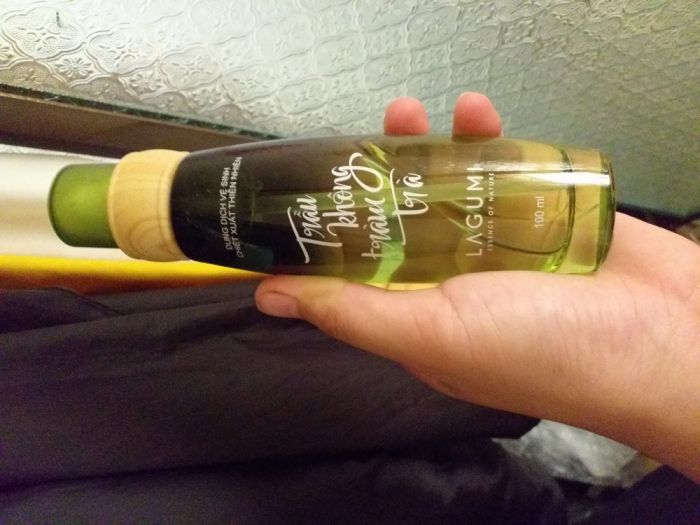 DUNG DỊCH VỆ SINH
CHIẾT XUẤT THIÊN NHIÊN
Trầu
không
tràm
trà
LAGUMI
ESSENCE OF NATURE
100 ml